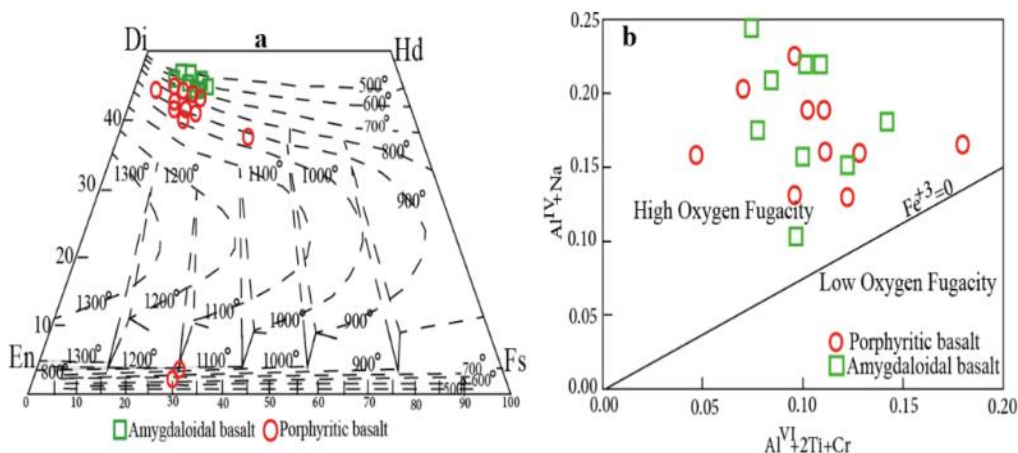 a
Di
Hd
500°
600°
700°
800°
40
1300°
1200°
1100°
1000°
900°
30
20
1300°
1200°
1100°
1000°
900°
10
En
1300°
1200°
1100°
1000°
900°
700°
Fs
800°
600°
500°
0 10 20 30 40 50 60 70 80 90 100
Amygdaloidal basalt Porphyritic basalt
b
0.25
0.20
0.15
0.10
0.05
0.00
Al^IV+Na
High Oxygen Fugacity
Fe^+3=0
Low Oxygen Fugacity
Porphyritic basalt
Amygdaloidal basalt
0.00 0.05 0.10 0.15 0.20
Al^VI+2Ti+Cr